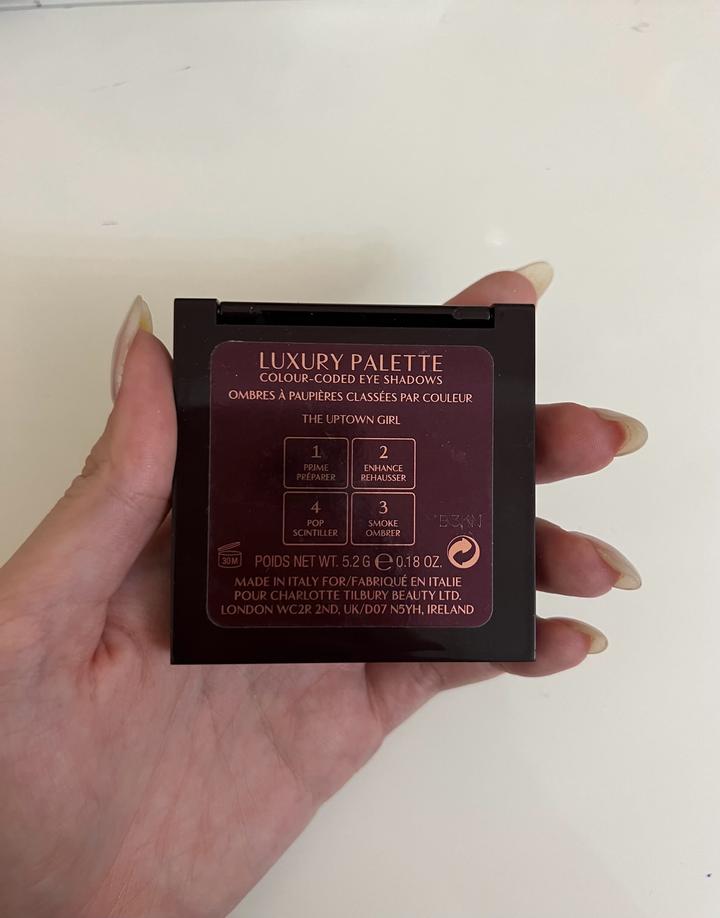 LUXURY PALETTE
COLOUR-CODED EYE SHADOWS
OMBRES À PAUPIÈRES CLASSÉES PAR COULEUR
THE UPTOWN GIRL
1
PRIME
PRÉPARER
2
ENHANCE
REHAUSSER
4
POP
SCINTILLER
3
SMOKE
OMBRER
30M
POIDS NET WT. 5.2 G e 0.18 OZ.
MADE IN ITALY FOR/FABRIQUÉ EN ITALIE
POUR CHARLOTTE TILBURY BEAUTY LTD.
LONDON WC2R 2ND, UK/D07 N5YH, IRELAND